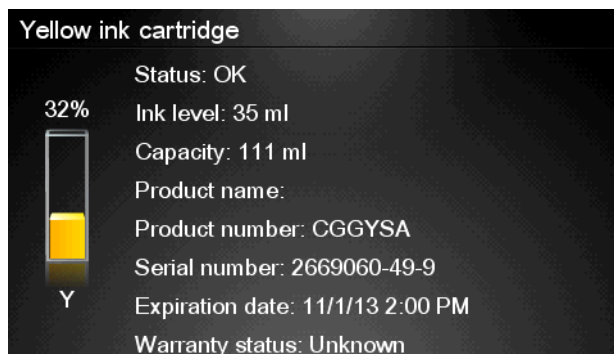 Yellow ink cartridge
Status: OK
32%
Ink level: 35 ml
Capacity: 111 ml
Product name:
Product number: CGGYSA
Serial number: 2669060-49-9
Y
Expiration date: 11/1/13 2:00 PM
Warranty status: Unknown